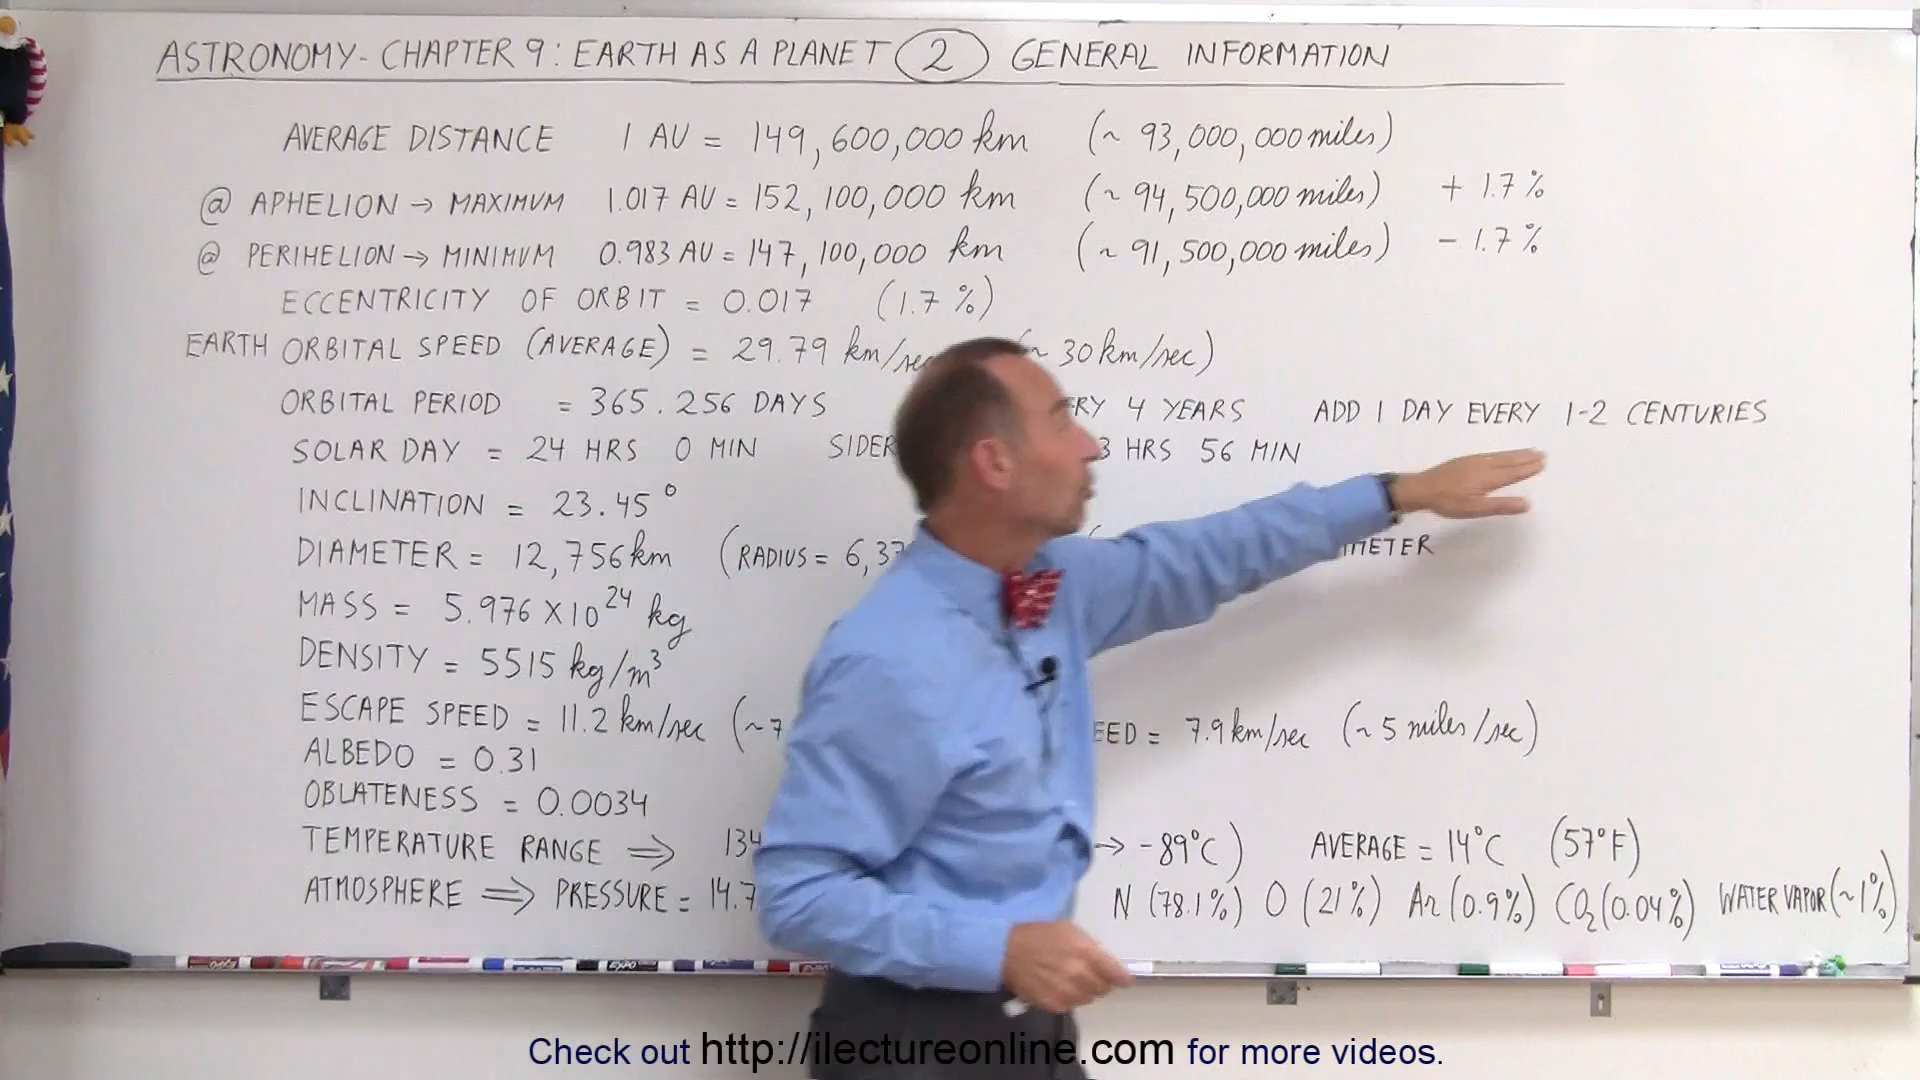 ASTRONOMY - CHAPTER 9: EARTH AS A PLANET 2 GENERAL INFORMATION
AVERAGE DISTANCE 1 AU = 149,600,000 km (~ 93,000,000 miles)
@ APHELION → MAXIMUM 1.017 AU = 152,100,000 km (~ 94,500,000 miles) + 1.7%
@ PERIHELION → MINIMUM 0.983 AU = 147,100,000 km (~ 91,500,000 miles) - 1.7%
ECCENTRICITY OF ORBIT = 0.017 (1.7%)
EARTH ORBITAL SPEED (AVERAGE) = 29.79 km/sec (~ 30 km/sec)
ORBITAL PERIOD = 365.256 DAYS 4 YEARS ADD 1 DAY EVERY 1-2 CENTURIES
SOLAR DAY = 24 HRS 0 MIN HRS 56 MIN
INCLINATION = 23.45°
DIAMETER = 12,756 km (RADIUS = 6,37
MASS = 5.976 X 10²⁴ kg
DENSITY = 5515 kg/m³
ESCAPE SPEED = 11.2 km/sec (~7 EED = 7.9 km/sec (~ 5 miles/sec)
ALBEDO = 0.31
OBLATENESS = 0.0034
TEMPERATURE RANGE ⇒ 134 → -89°C) AVERAGE = 14°C (57°F)
ATMOSPHERE ⇒ PRESSURE = 14.7 N (78.1%) O (21%) Ar (0.9%) CO₂ (0.04%) WATER VAPOR (~1%)
Check out http://ilectureonline.com for more videos.